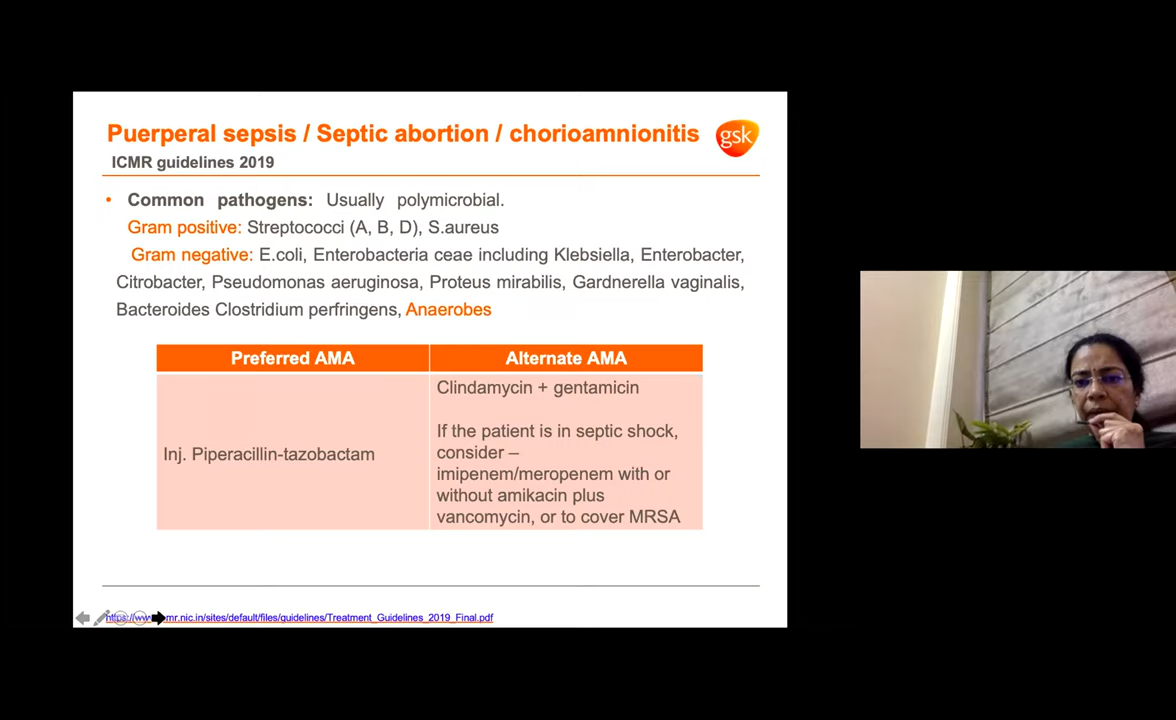 Puerperal sepsis / Septic abortion / chorioamnionitis
gsk
ICMR guidelines 2019
• Common pathogens: Usually polymicrobial.
Gram positive: Streptococci (A, B, D), S.aureus
Gram negative: E.coli, Enterobacteria ceae including Klebsiella, Enterobacter,
Citrobacter, Pseudomonas aeruginosa, Proteus mirabilis, Gardnerella vaginalis,
Bacteroides Clostridium perfringens, Anaerobes
Preferred AMA
Alternate AMA
Inj. Piperacillin-tazobactam
Clindamycin + gentamicin
If the patient is in septic shock,
consider –
imipenem/meropenem with or
without amikacin plus
vancomycin, or to cover MRSA
mr.nic.in/sites/default/files/guidelines/Treatment_Guidelines_2019_Final.pdf